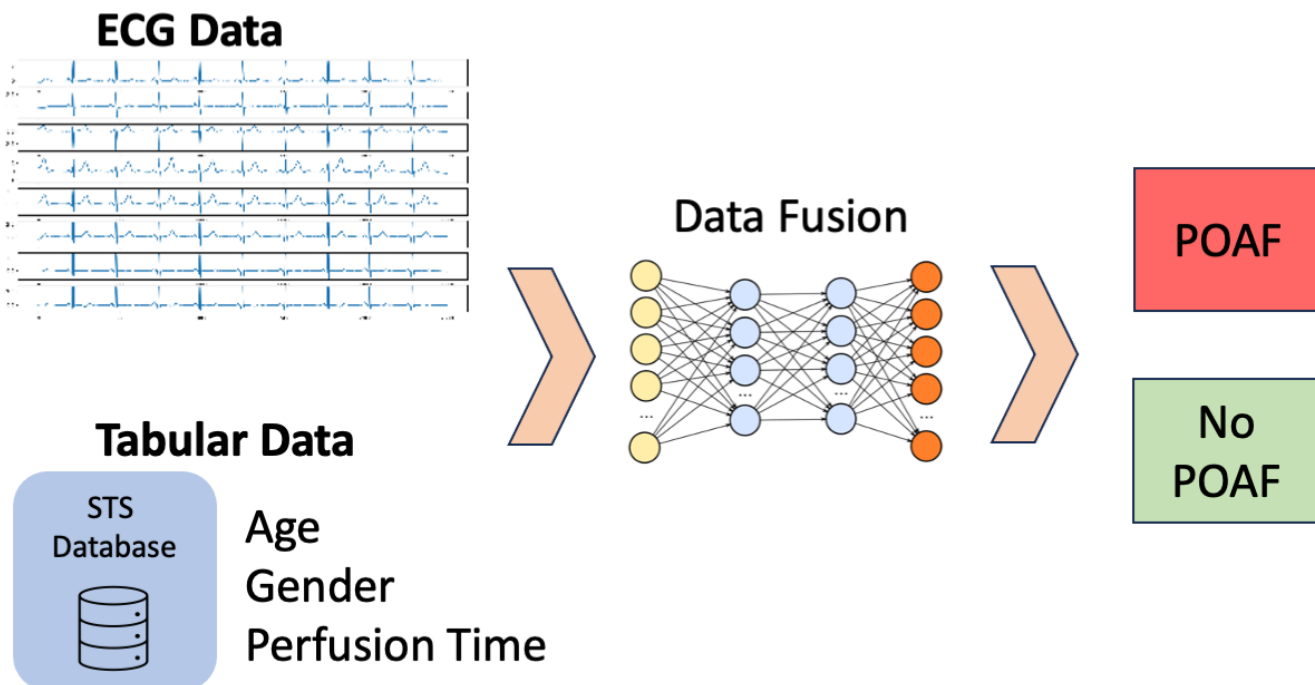 ECG Data
Tabular Data
STS
Database
Age
Gender
Perfusion Time
Data Fusion
...
...
...
...
POAF
No
POAF